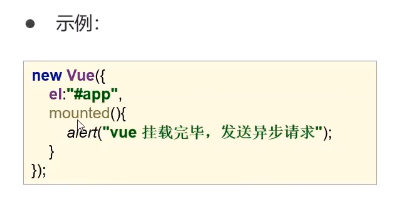 ● 示例：
new Vue({
    el:"#app",
    mounted(){
        alert("vue 挂载完毕，发送异步请求");
    }
});